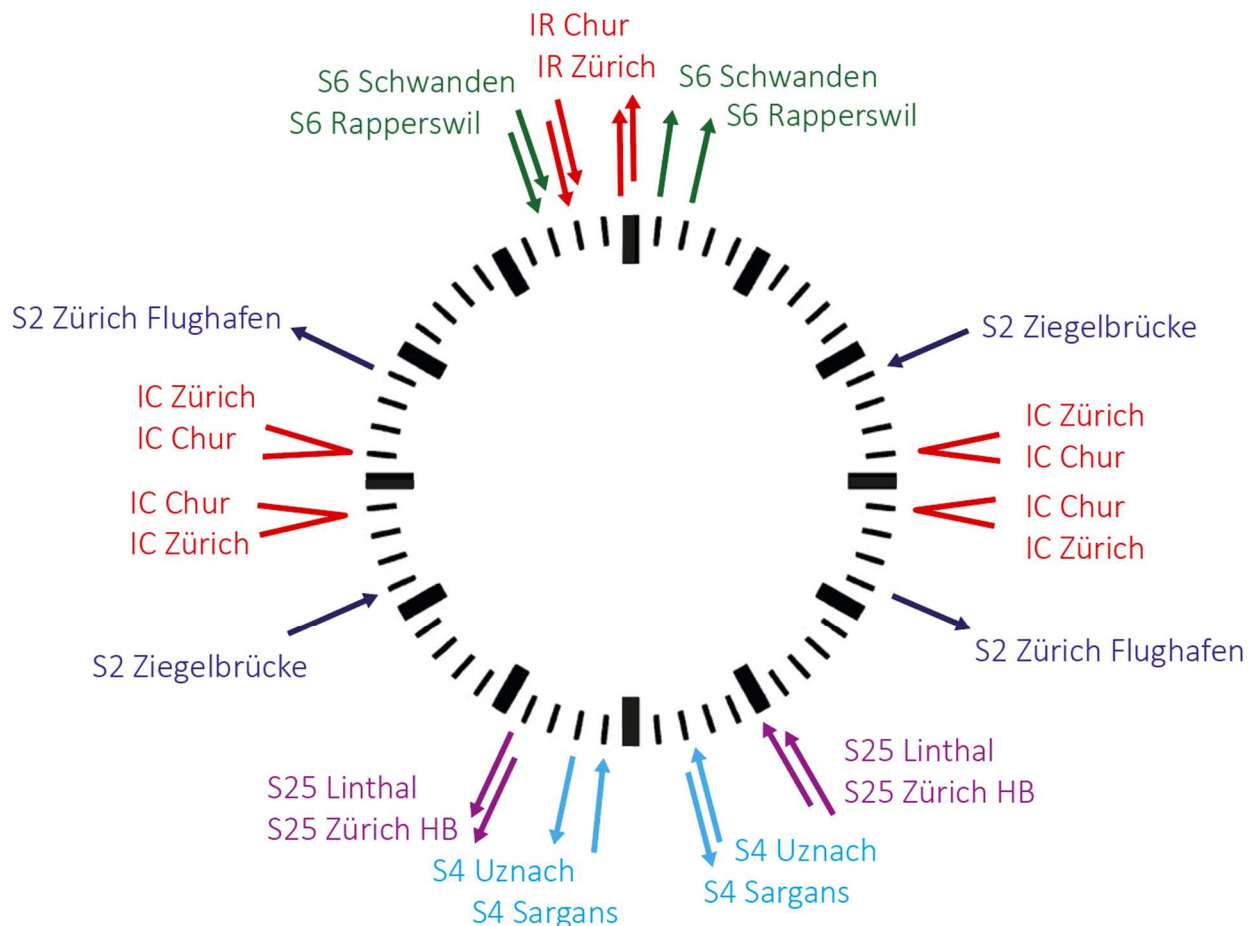 IR Chur
IR Zürich
S6 Schwanden
S6 Rapperswil
S6 Schwanden
S6 Rapperswil
S2 Zürich Flughafen
S2 Ziegelbrücke
IC Zürich
IC Chur
IC Zürich
IC Chur
IC Chur
IC Zürich
IC Chur
IC Zürich
S2 Ziegelbrücke
S2 Zürich Flughafen
S25 Linthal
S25 Zürich HB
S25 Linthal
S25 Zürich HB
S4 Uznach
S4 Sargans
S4 Uznach
S4 Sargans